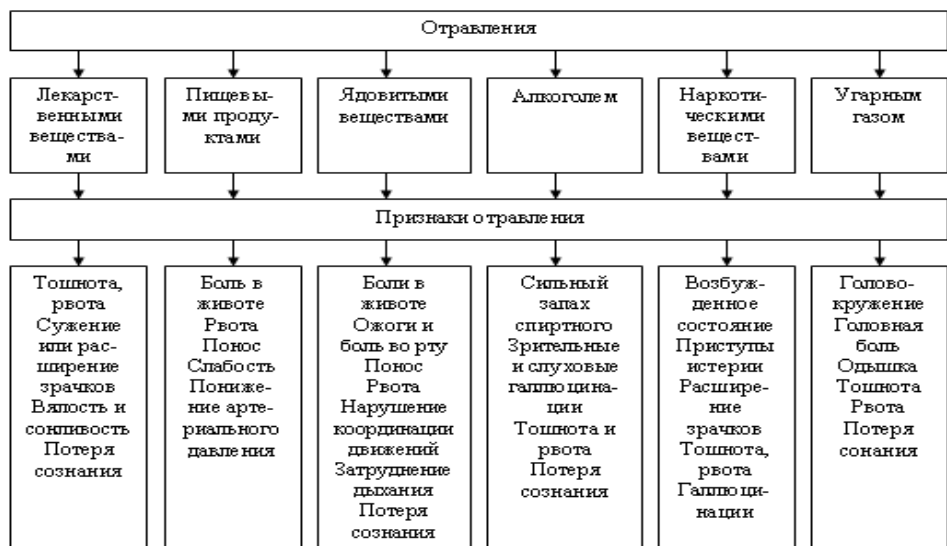 Отравления
Лекарст-
венными
вещества-
ми
Пищевы-
ми проду-
ктами
Ядовитыми
веществами
Алкоголем
Наркоти-
ческими
вещест-
вами
Угарным
газом
Признаки отравления
Тошнота,
рвота
Сужение
или рас-
ширение
зрачков
Вялость и
сонливость
Потеря
сознания
Боль в
животе
Рвота
Понос
Слабость
Пониже-
ние арте-
риального
давления
Боли в
животе
Ожоги и
боль во рту
Понос
Рвота
Нарушение
координации
движений
Затруднение
дыхания
Потеря
сознания
Сильный
запах
спиртного
Зрительные
и слуховые
галлюцина-
ции
Тошнота и
рвота
Потеря
сознания
Возбуж-
денное
состояние
Приступы
истерии
Расшире-
ние
зрачков
Тошнота,
рвота
Галлюци-
нации
Голово-
кружение
Головная
боль
Одышка
Тошнота
Рвота
Потеря
сонания